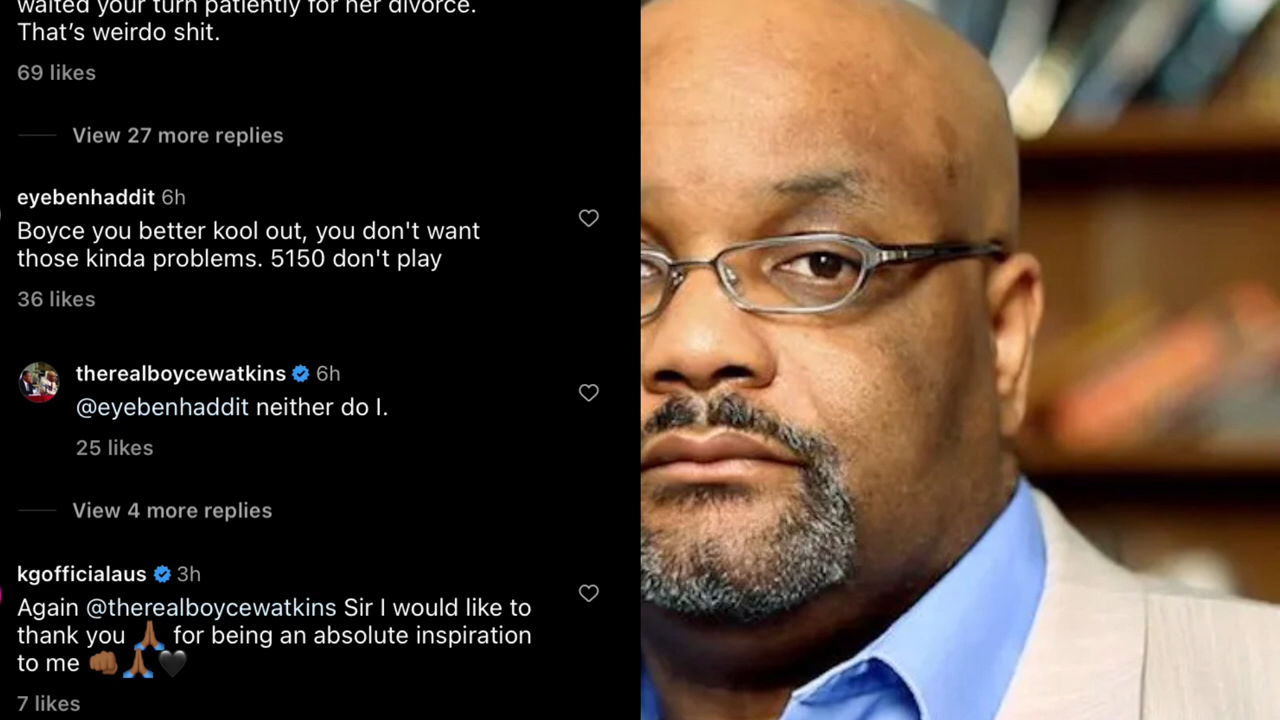 waited your turn patiently for her divorce.
That’s weirdo shit.
69 likes
View 27 more replies
eyebenhaddit 6h
Boyce you better kool out, you don't want
those kinda problems. 5150 don't play
36 likes
therealboycewatkins 6h
@eyebenhaddit neither do I.
25 likes
View 4 more replies
kgofficialaus 3h
Again @therealboycewatkins Sir I would like to
thank you 🙏🏾 for being an absolute inspiration
to me 👊🏾🙏🏾🖤
7 likes